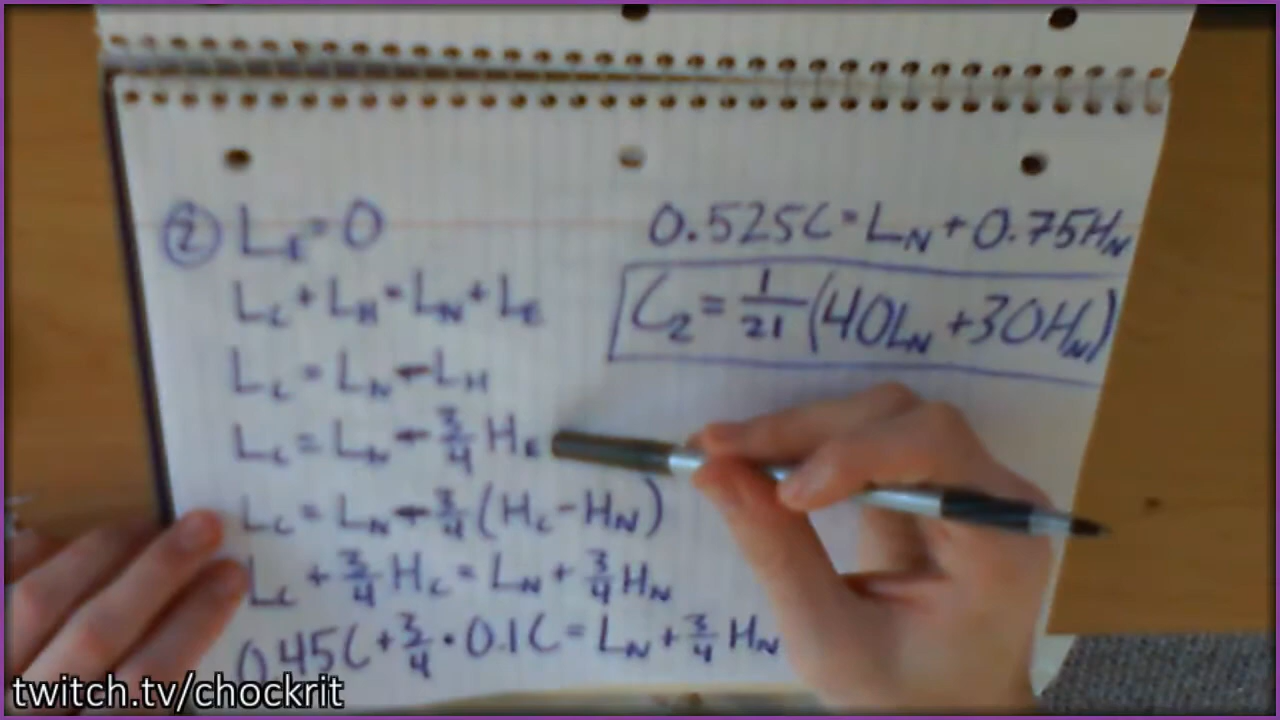 ② L_E = 0
L_C + L_H = L_N + L_E
L_C = L_N - L_H
L_C = L_N - 3/4 H_E
L_C = L_N - 3/4 (H_C - H_N)
L_C + 3/4 H_C = L_N + 3/4 H_N
0.45C + 3/4 · 0.1C = L_N + 3/4 H_N
0.525C = L_N + 0.75H_N
C_2 = 1/21 (40L_N + 30H_N)
twitch.tv/chockrit